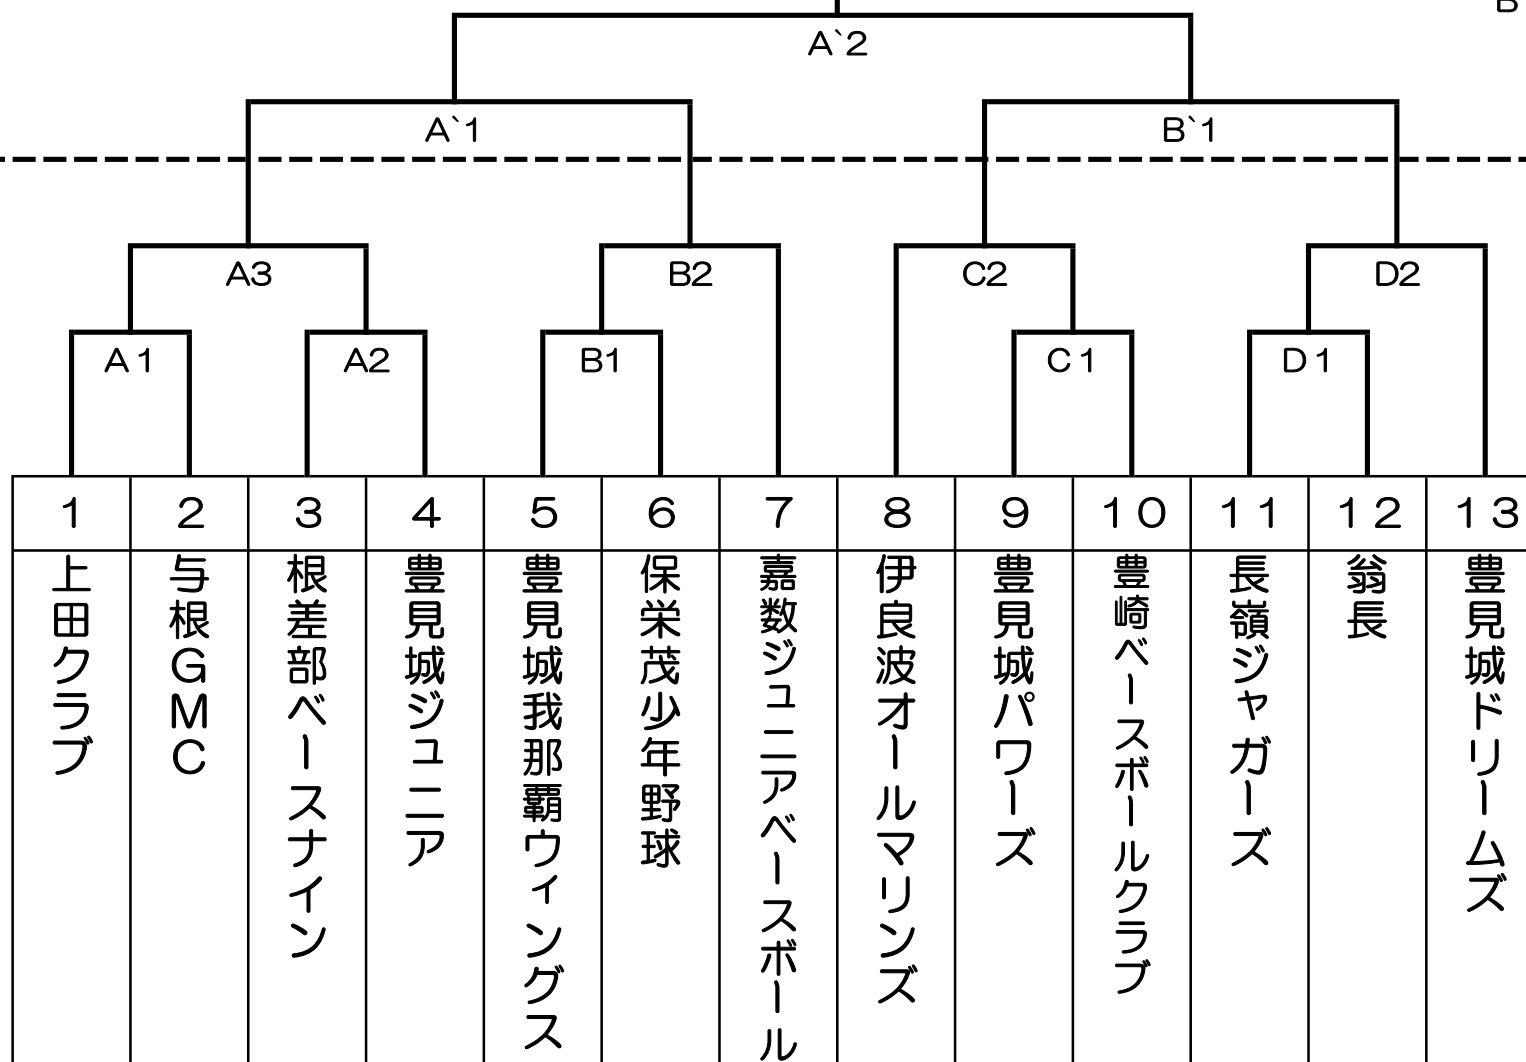 B
A`2
A`1
B`1
A3
B2
C2
D2
A1
A2
B1
C1
D1
1
2
3
4
5
6
7
8
9
10
11
12
13
上田クラブ
与根GMC
根差部ベースナイン
豊見城ジュニア
豊見城我那覇ウィングス
保栄茂少年野球
嘉数ジュニアベースボール
伊良波オールマリンズ
豊見城パワーズ
豊崎ベースボールクラブ
長嶺ジャガーズ
翁長
豊見城ドリームズ